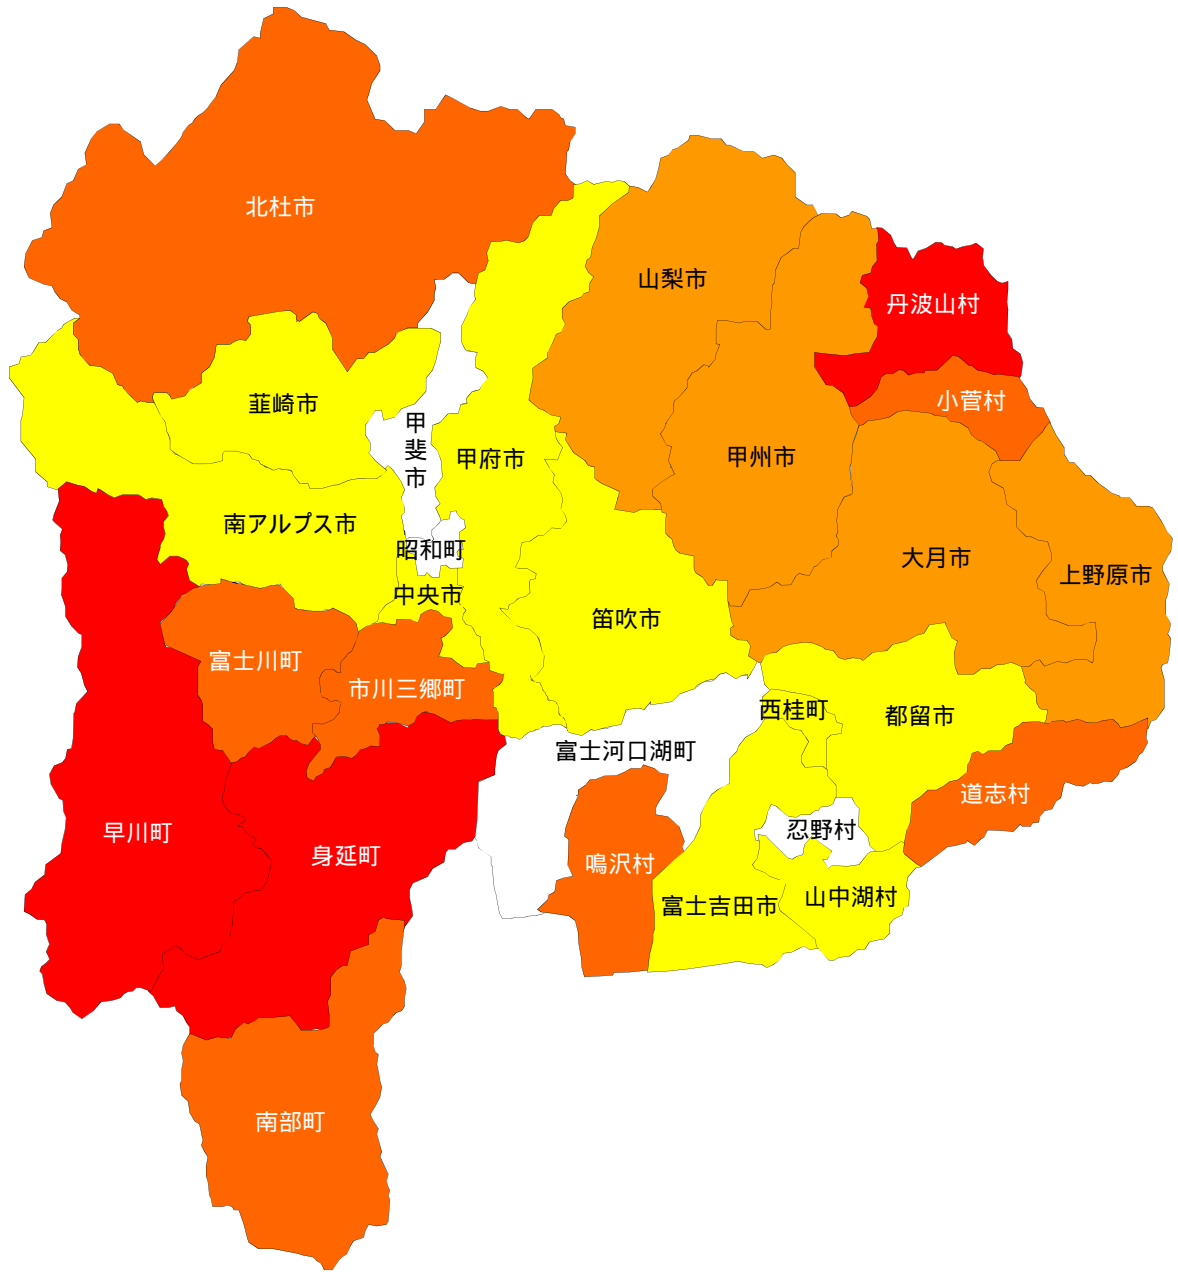 北杜市
山梨市
丹波山村
韮崎市
小菅村
甲斐市
甲府市
甲州市
南アルプス市
昭和町
大月市
上野原市
中央市
笛吹市
富士川町
市川三郷町
西桂町
都留市
富士河口湖町
道志村
早川町
忍野村
身延町
鳴沢村
山中湖村
富士吉田市
南部町